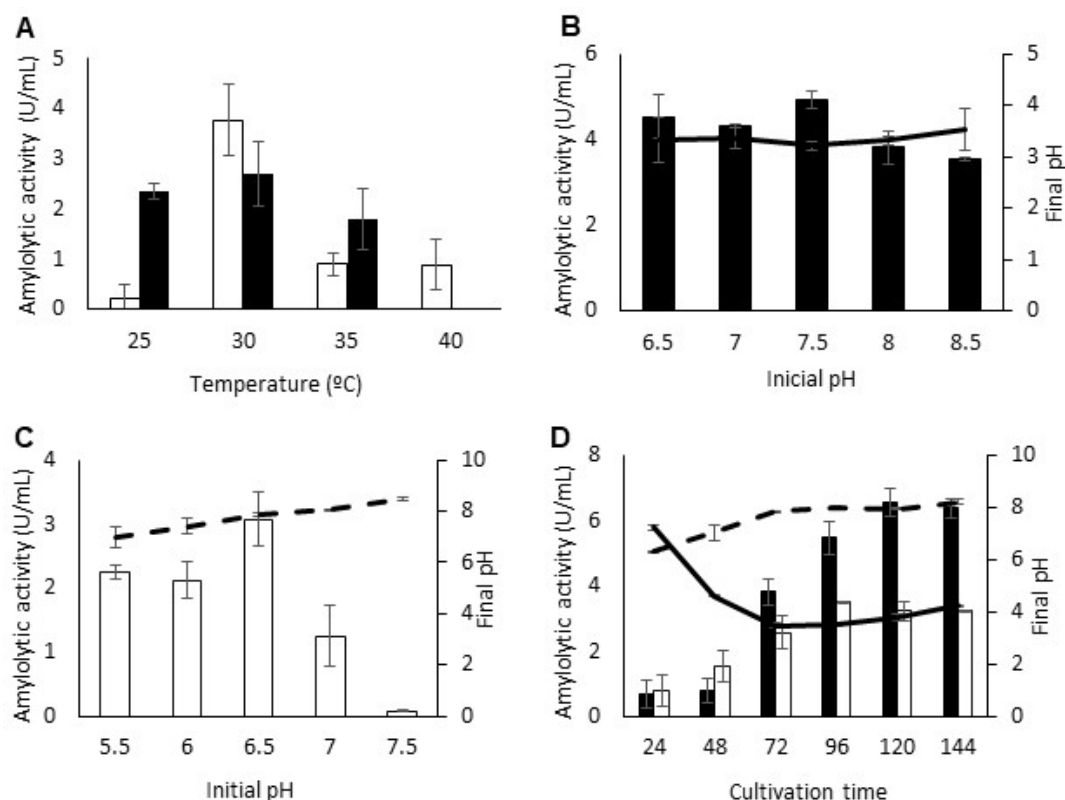 A
Amylolytic activity (U/mL)
5
4
3
2
1
0
25 30 35 40
Temperature (ºC)
B
Amylolytic activity (U/mL)
6
4
2
0
5
4
3
2
1
0
Final pH
6.5 7 7.5 8 8.5
Inicial pH
C
Amylolytic activity (U/mL)
4
3
2
1
0
10
8
6
4
2
0
Final pH
5.5 6 6.5 7 7.5
Initial pH
D
Amylolytic activity (U/mL)
8
6
4
2
0
10
8
6
4
2
0
Final pH
24 48 72 96 120 144
Cultivation time